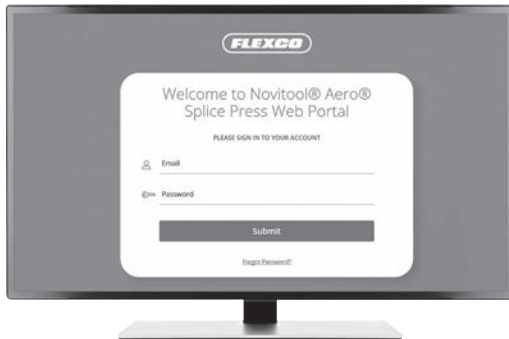 FLEXCO
Welcome to Novitool® Aero®
Splice Press Web Portal
PLEASE SIGN IN TO YOUR ACCOUNT
Email
Password
Submit
Forgot Password?